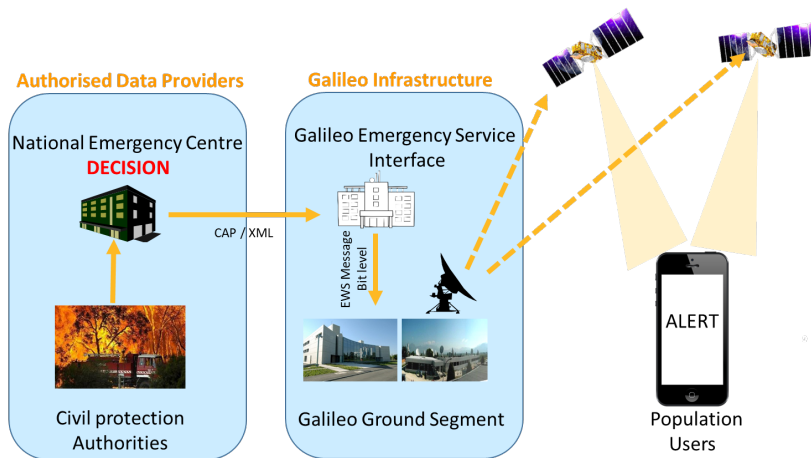 Authorised Data Providers
National Emergency Centre
DECISION
Civil protection
Authorities
CAP / XML
Galileo Infrastructure
Galileo Emergency Service
Interface
EWS Message
Bit level
Galileo Ground Segment
ALERT
Population
Users